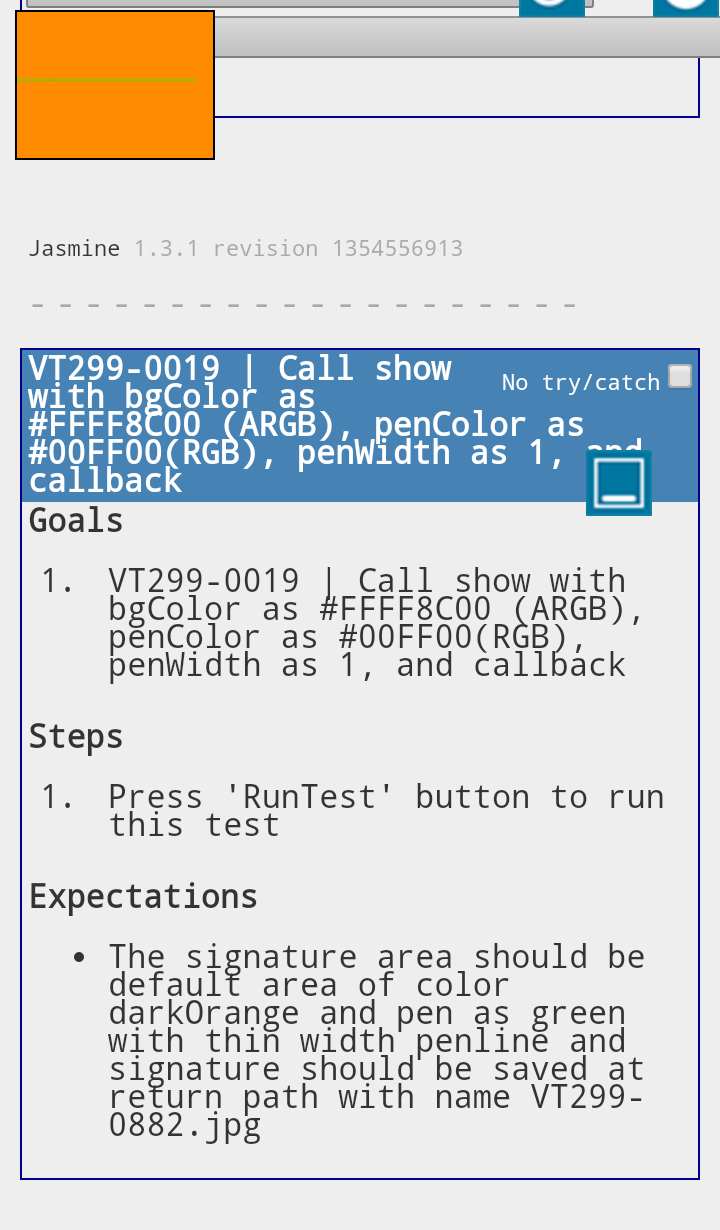 Jasmine 1.3.1 revision 1354556913
- - - - - - - - - - - - - - - - - - - -
VT299-0019 | Call show
with bgColor as
No try/catch
#FFFF8C00 (ARGB), penColor as
#00FF00(RGB), penWidth as 1, and
callback
Goals
1. VT299-0019 | Call show with
bgColor as #FFFF8C00 (ARGB),
penColor as #00FF00(RGB),
penWidth as 1, and callback
Steps
1. Press 'RunTest' button to run
this test
Expectations
• The signature area should be
default area of color
darkOrange and pen as green
with thin width penline and
signature should be saved at
return path with name VT299-
0882.jpg